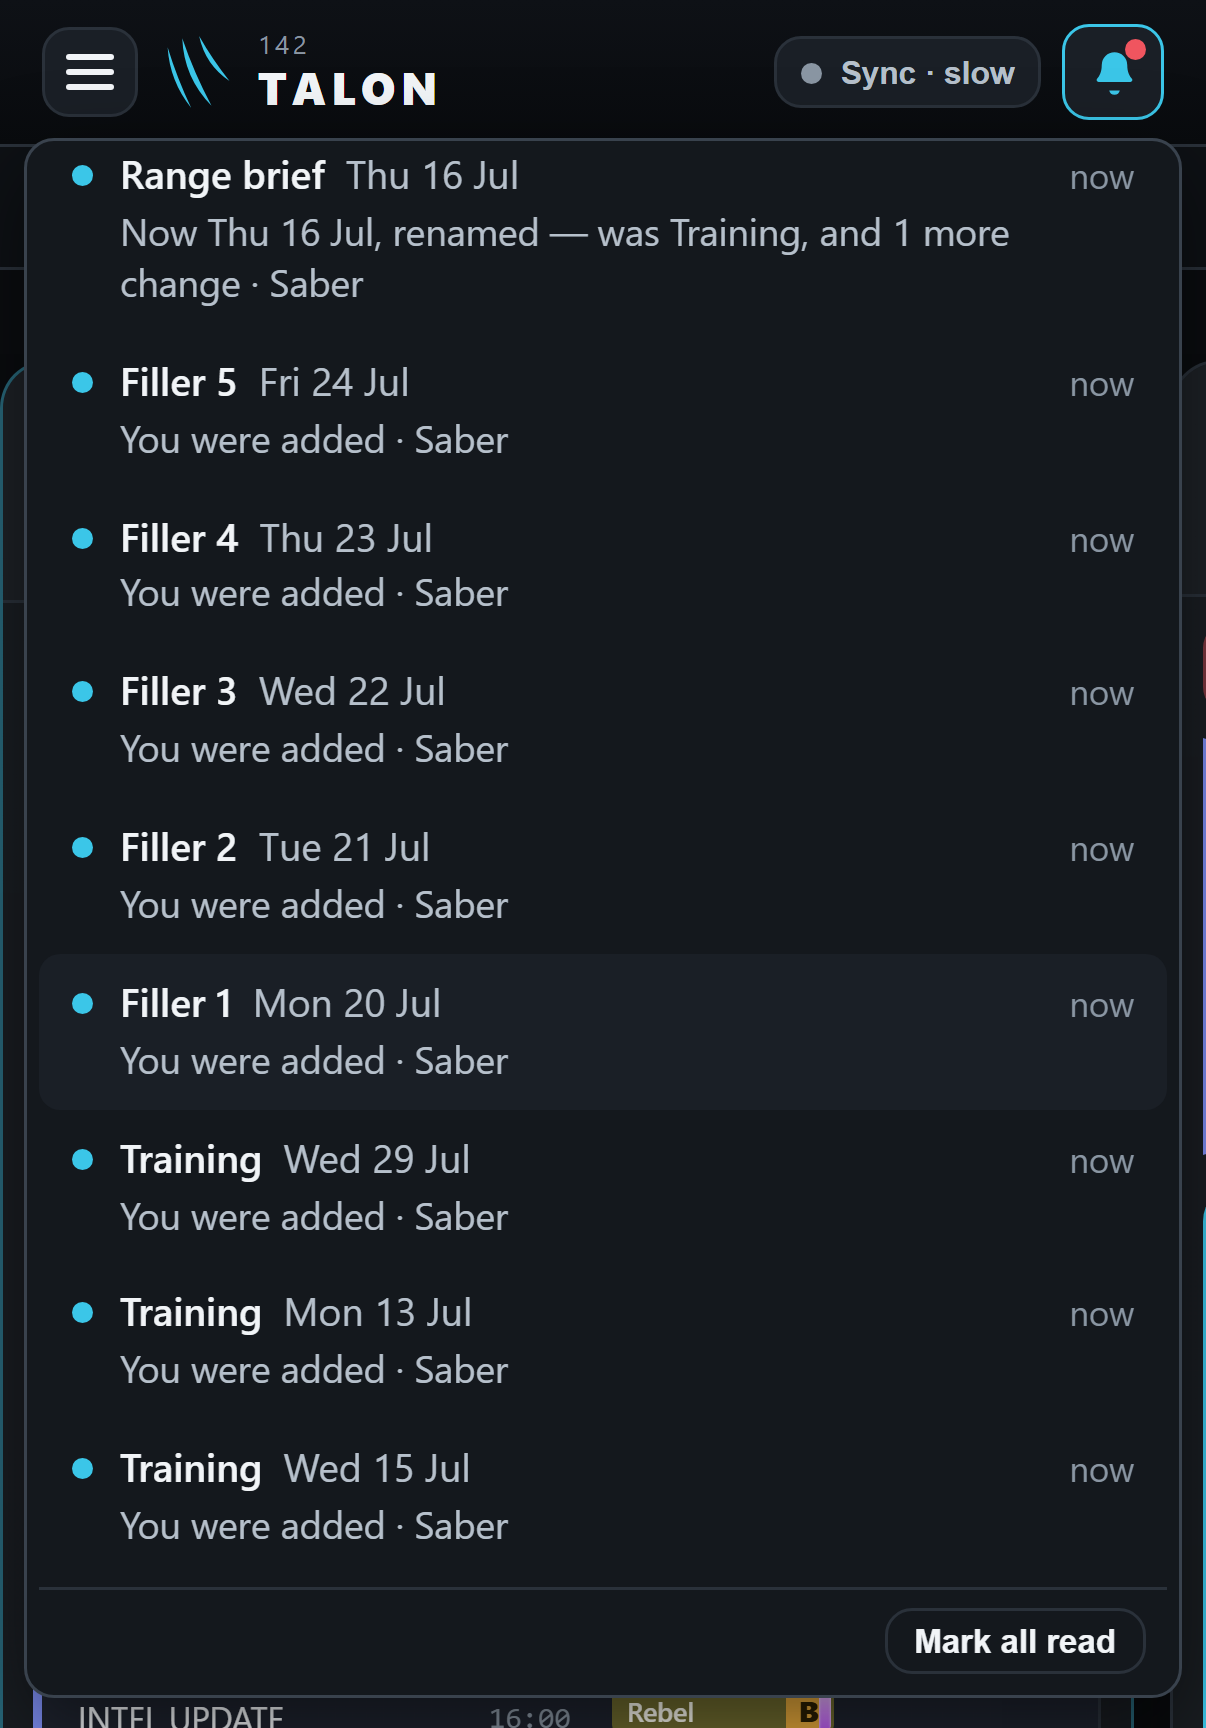 142
TALON
Sync · slow
Range brief Thu 16 Jul now
Now Thu 16 Jul, renamed — was Training, and 1 more
change · Saber
Filler 5 Fri 24 Jul now
You were added · Saber
Filler 4 Thu 23 Jul now
You were added · Saber
Filler 3 Wed 22 Jul now
You were added · Saber
Filler 2 Tue 21 Jul now
You were added · Saber
Filler 1 Mon 20 Jul now
You were added · Saber
Training Wed 29 Jul now
You were added · Saber
Training Mon 13 Jul now
You were added · Saber
Training Wed 15 Jul now
You were added · Saber
Mark all read
INTEL UPDATE 16:00 Rebel B